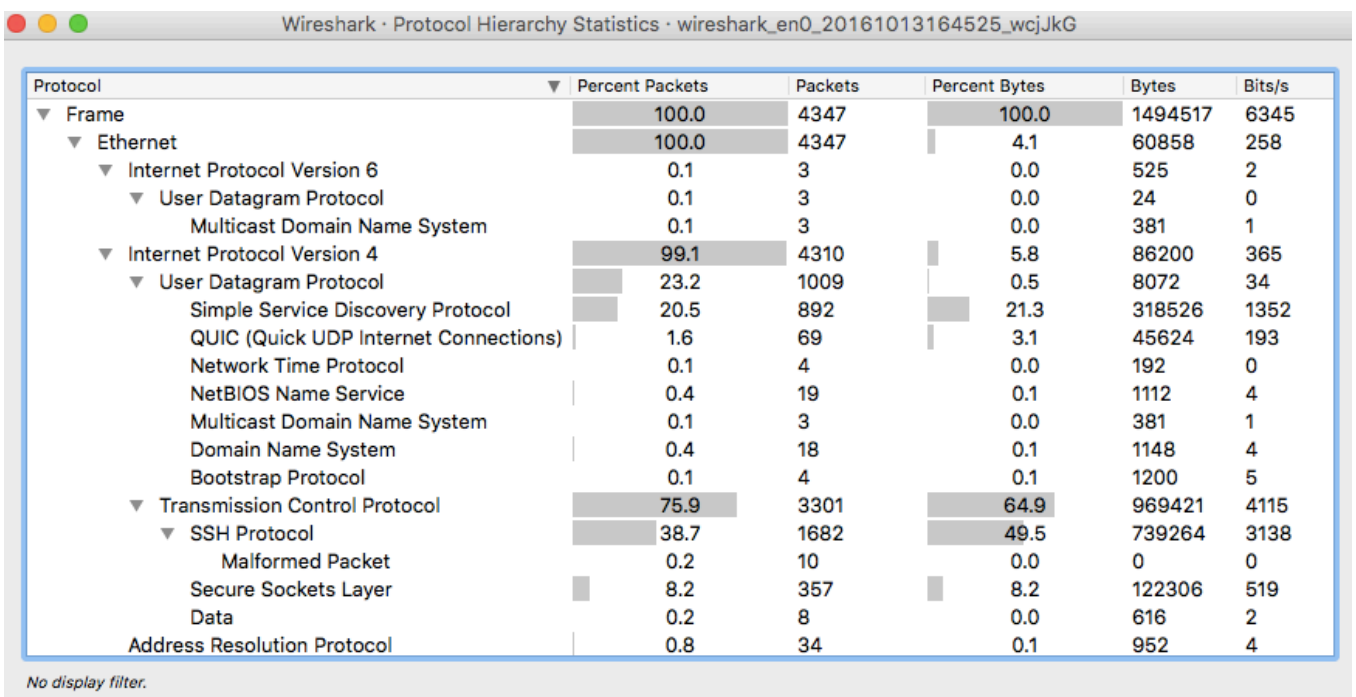 Wireshark · Protocol Hierarchy Statistics · wireshark_en0_20161013164525_wcjJkG
Protocol Percent Packets Packets Percent Bytes Bytes Bits/s
Frame 100.0 4347 100.0 1494517 6345
Ethernet 100.0 4347 4.1 60858 258
Internet Protocol Version 6 0.1 3 0.0 525 2
User Datagram Protocol 0.1 3 0.0 24 0
Multicast Domain Name System 0.1 3 0.0 381 1
Internet Protocol Version 4 99.1 4310 5.8 86200 365
User Datagram Protocol 23.2 1009 0.5 8072 34
Simple Service Discovery Protocol 20.5 892 21.3 318526 1352
QUIC (Quick UDP Internet Connections) 1.6 69 3.1 45624 193
Network Time Protocol 0.1 4 0.0 192 0
NetBIOS Name Service 0.4 19 0.1 1112 4
Multicast Domain Name System 0.1 3 0.0 381 1
Domain Name System 0.4 18 0.1 1148 4
Bootstrap Protocol 0.1 4 0.1 1200 5
Transmission Control Protocol 75.9 3301 64.9 969421 4115
SSH Protocol 38.7 1682 49.5 739264 3138
Malformed Packet 0.2 10 0.0 0 0
Secure Sockets Layer 8.2 357 8.2 122306 519
Data 0.2 8 0.0 616 2
Address Resolution Protocol 0.8 34 0.1 952 4
No display filter.